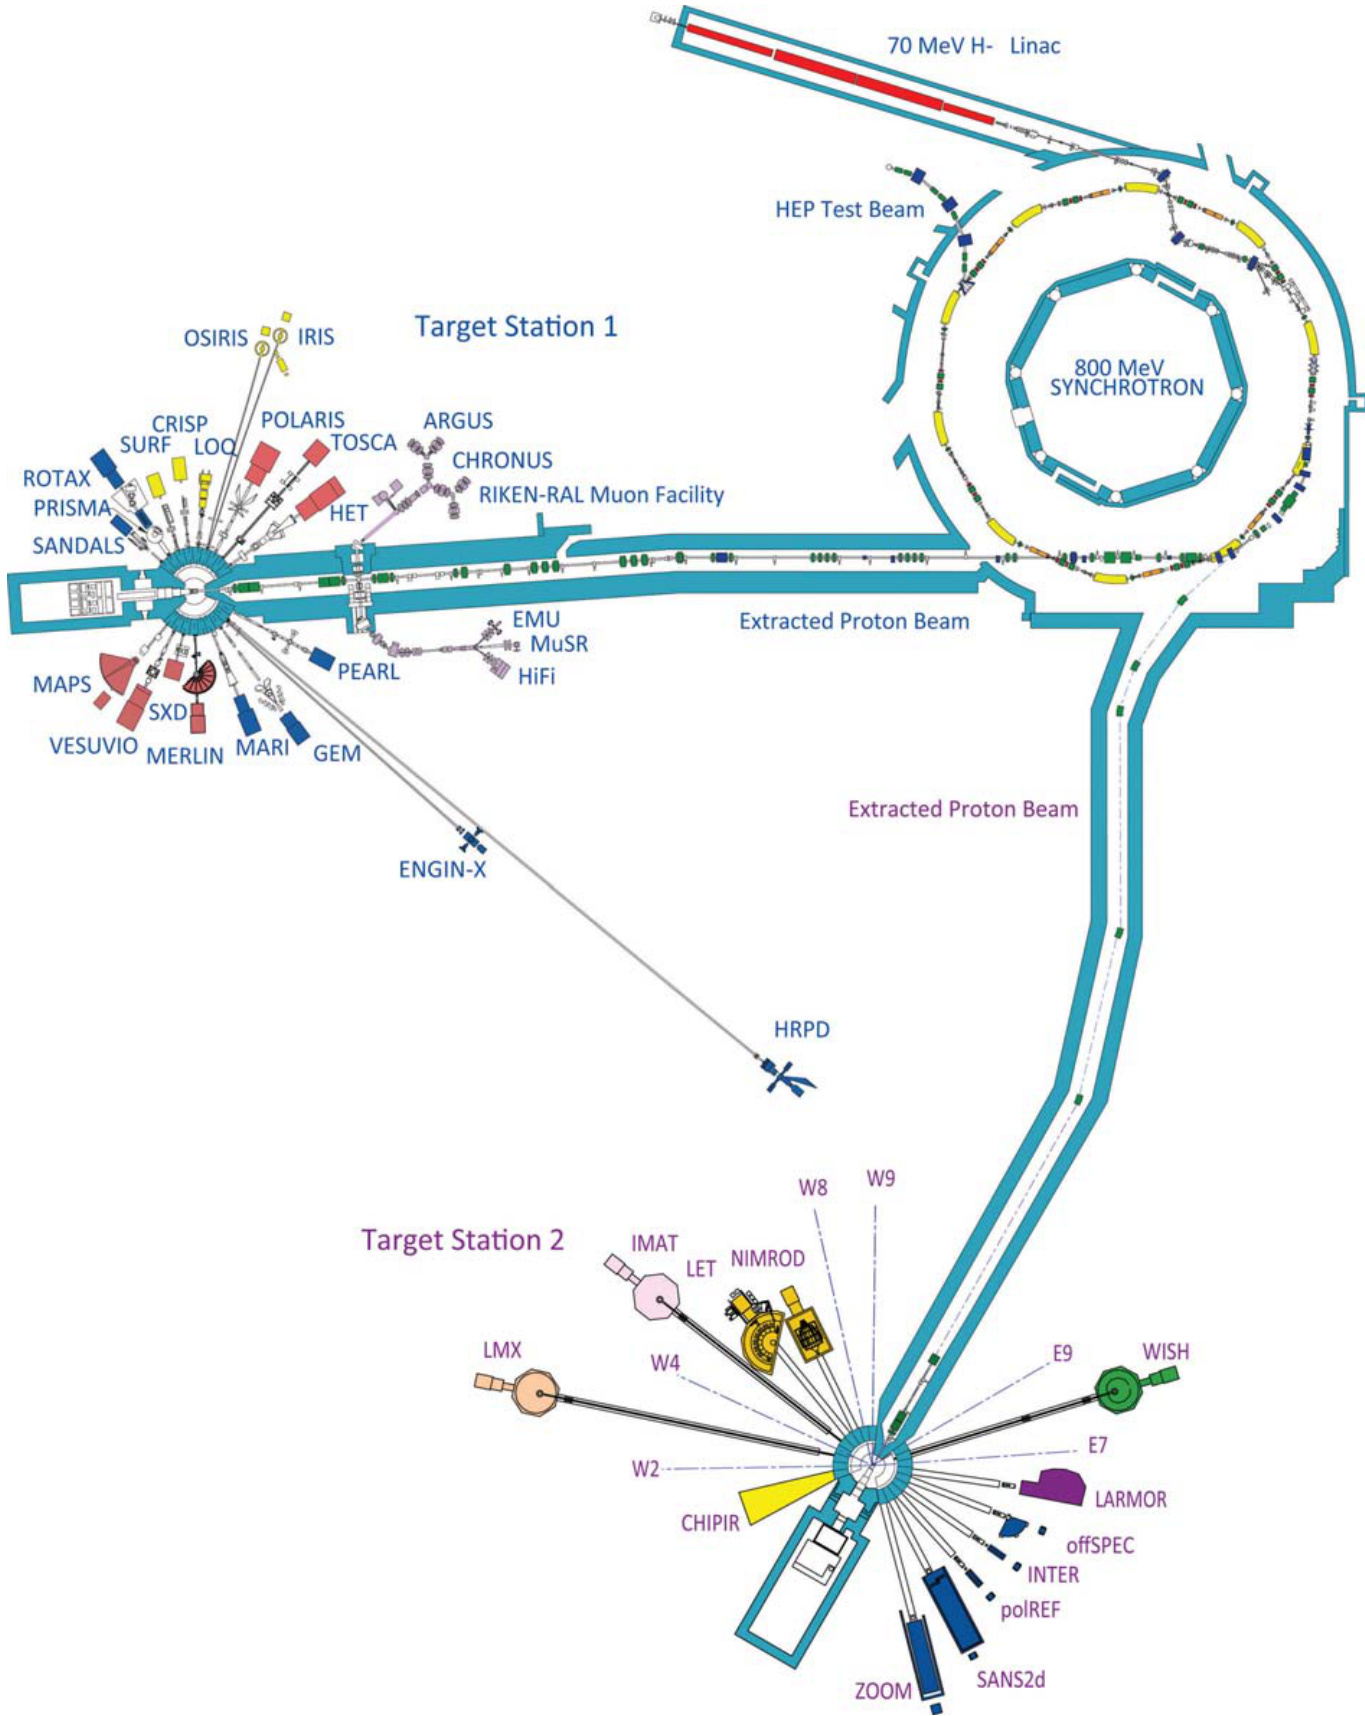 70 MeV H- Linac
HEP Test Beam
Target Station 1
OSIRIS
IRIS
800 MeV
SYNCHROTRON
CRISP
POLARIS
ARGUS
SURF
LOQ
TOSCA
CHRONUS
ROTAX
RIKEN-RAL Muon Facility
PRISMA
HET
SANDALS
EMU
Extracted Proton Beam
MuSR
HiFi
PEARL
MAPS
SXD
VESUVIO
MERLIN
MARI
GEM
Extracted Proton Beam
ENGIN-X
HRPD
W8
W9
Target Station 2
IMAT
LET
NIMROD
LMX
W4
E9
WISH
W2
E7
CHIPIR
LARMOR
offSPEC
INTER
polREF
SANS2d
ZOOM